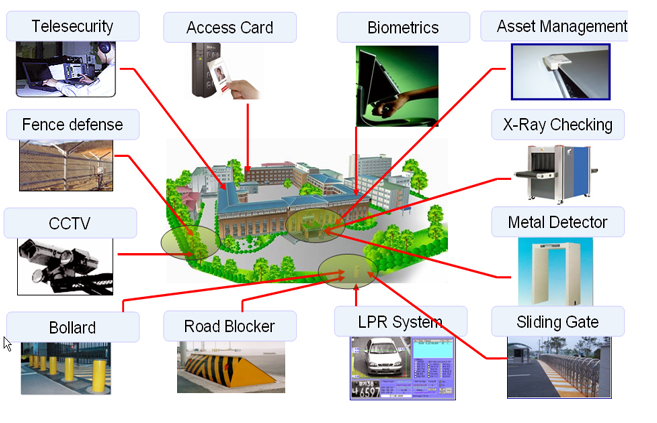 Telesecurity
Access Card
Biometrics
Asset Management
Fence defense
X-Ray Checking
CCTV
Metal Detector
Bollard
Road Blocker
LPR System
Sliding Gate
6597